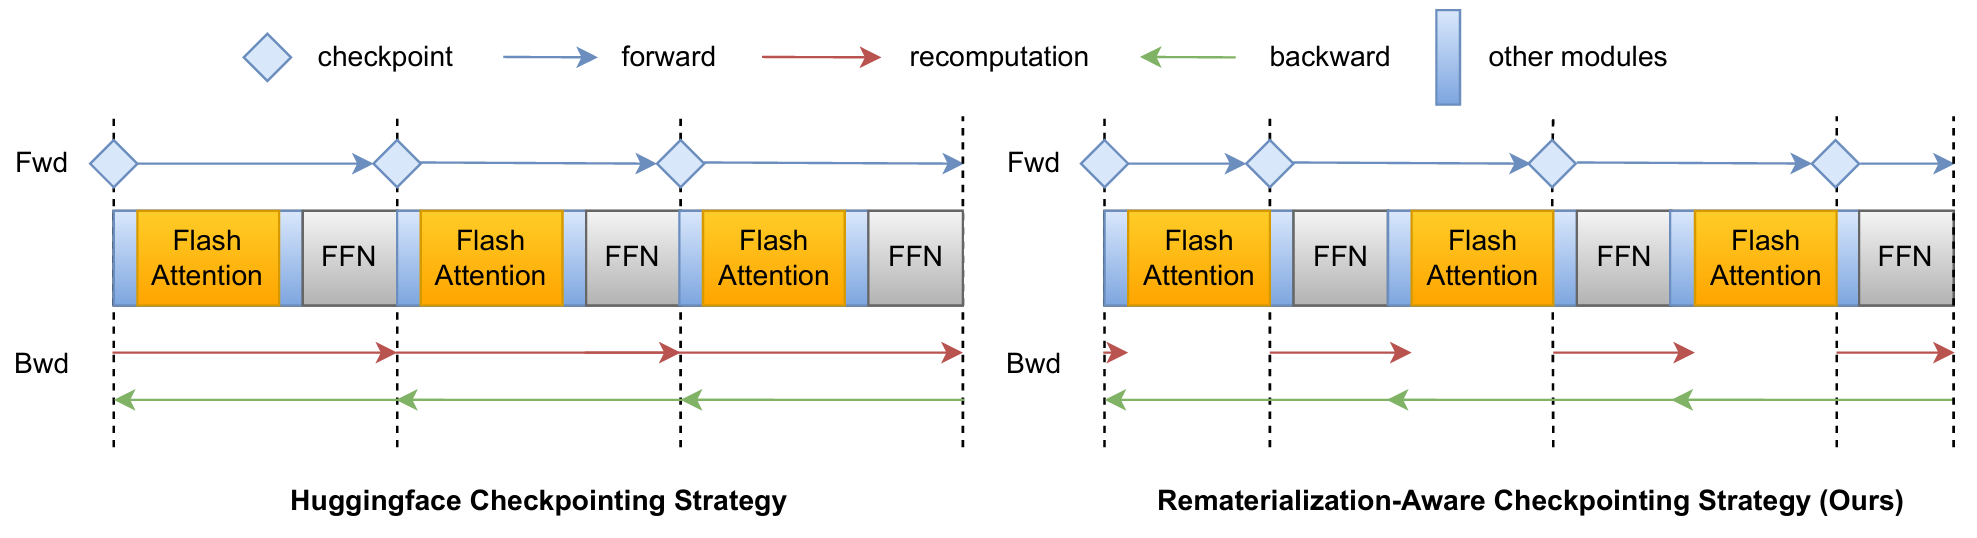 checkpoint forward recomputation backward other modules
Fwd Fwd
Flash Attention FFN Flash Attention FFN Flash Attention FFN
Flash Attention FFN Flash Attention FFN Flash Attention FFN
Bwd Bwd
Huggingface Checkpointing Strategy
Rematerialization-Aware Checkpointing Strategy (Ours)